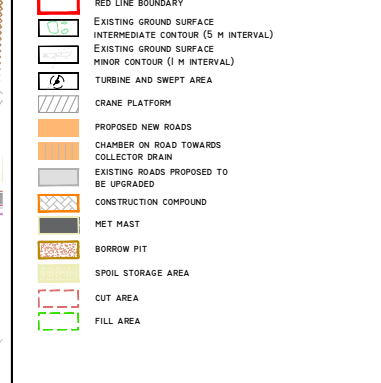 RED LINE BOUNDARY
EXISTING GROUND SURFACE
INTERMEDIATE CONTOUR (5 M INTERVAL)
EXISTING GROUND SURFACE
MINOR CONTOUR (1 M INTERVAL)
TURBINE AND SWEPT AREA
CRANE PLATFORM
PROPOSED NEW ROADS
CHAMBER ON ROAD TOWARDS
COLLECTOR DRAIN
EXISTING ROADS PROPOSED TO
BE UPGRADED
CONSTRUCTION COMPOUND
MET MAST
BORROW PIT
SPOIL STORAGE AREA
CUT AREA
FILL AREA